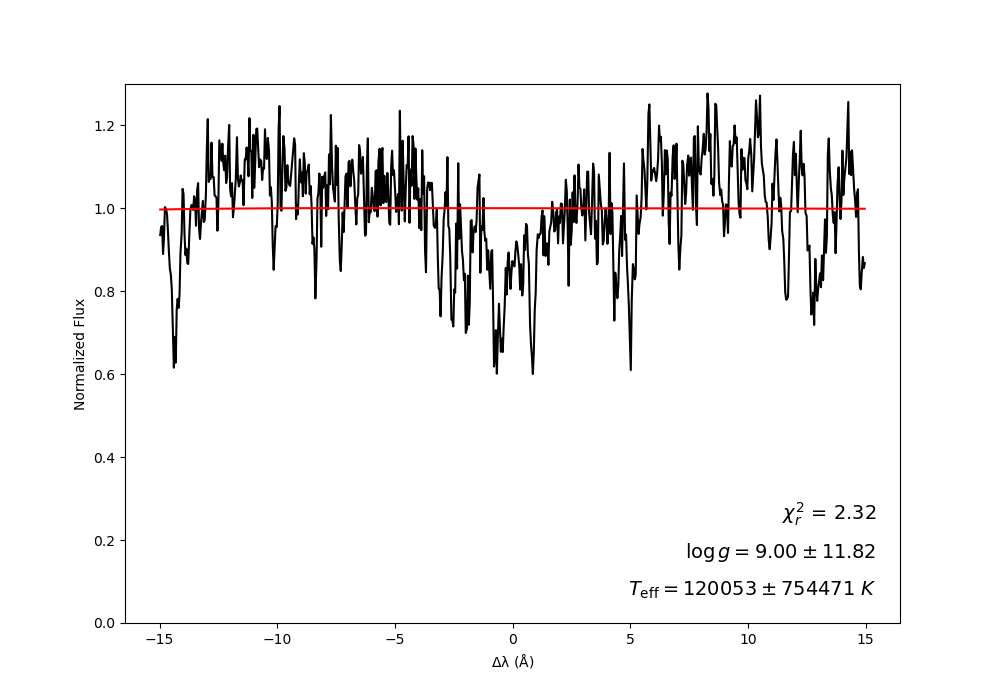 Normalized Flux
1.2
1.0
0.8
0.6
0.4
0.2
0.0
−15 −10 −5 0 5 10 15
Δλ (Å)
χ²ᵣ = 2.32
log g = 9.00 ± 11.82
T_eff = 120053 ± 754471 K